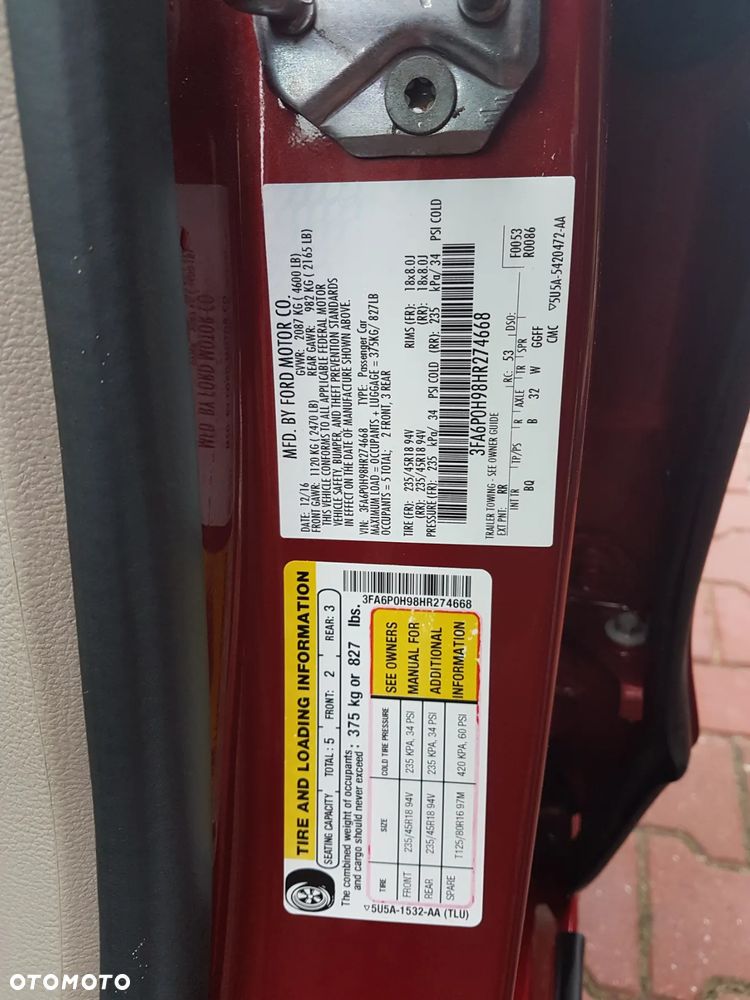 MFD. BY FORD MOTOR CO.
DATE: 12/16 GVWR: 2087 KG ( 4600 LB)
FRONT GAWR: 1120 KG ( 2470 LB) REAR GAWR: 982 KG ( 2165 LB)
THIS VEHICLE CONFORMS TO ALL APPLICABLE FEDERAL MOTOR
VEHICLE SAFETY, BUMPER, AND THEFT PREVENTION STANDARDS
IN EFFECT ON THE DATE OF MANUFACTURE SHOWN ABOVE.
VIN: 3FA6P0H98HR274668 TYPE: Passenger Car
MAXIMUM LOAD = OCCUPANTS + LUGGAGE = 375KG/ 827LB
OCCUPANTS = 5 TOTAL; 2 FRONT, 3 REAR
TIRE (FR): 235/45R18 94V RIMS (FR): 18x8.0J
(RR): 235/45R18 94V (RR): 18x8.0J
PRESSURE (FR): 235 kPa/ 34 PSI COLD (RR): 235 kPa/ 34 PSI COLD
3FA6P0H98HR274668
TRAILER TOWING - SEE OWNER GUIDE F0053
EXT PNT: RR RC: 53 DSO: R0086
INT TR TP/PS R AXLE TR SPR
BQ B 32 W GGFF
CMC ▽5U5A-5420472-AA
TIRE AND LOADING INFORMATION
SEATING CAPACITY TOTAL : 5 FRONT: 2 REAR: 3
The combined weight of occupants
and cargo should never exceed : 375 kg or 827 lbs.
3FA6P0H98HR274668
TIRE SIZE COLD TIRE PRESSURE
FRONT 235/45R18 94V 235 KPA, 34 PSI
REAR 235/45R18 94V 235 KPA, 34 PSI
SPARE T125/80R16 97M 420 KPA, 60 PSI
SEE OWNERS
MANUAL FOR
ADDITIONAL
INFORMATION
▽5U5A-1532-AA (TLU)
OTOMOTO